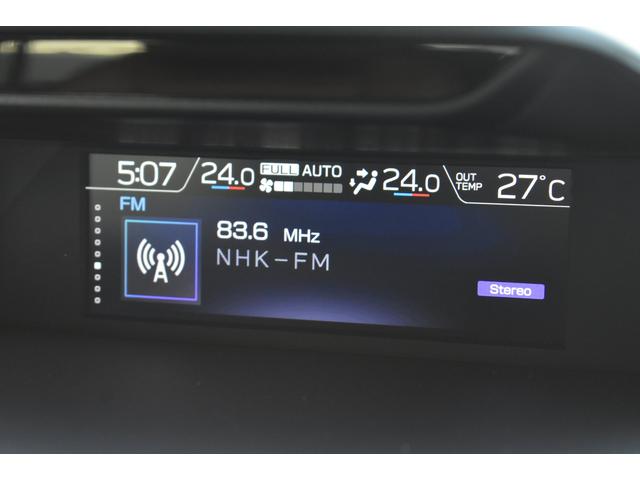 5:07 24.0 FULL AUTO 24.0 OUT TEMP 27°C
FM
83.6 MHz
NHK-FM
Stereo